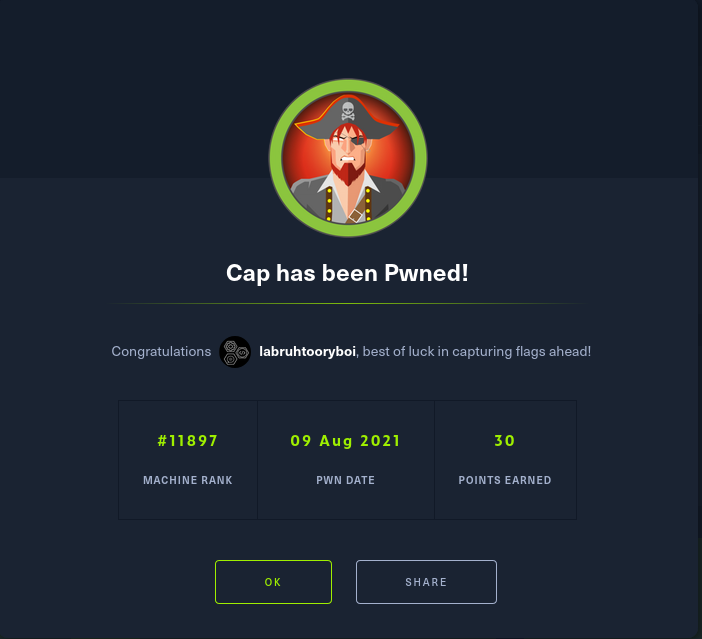 Cap has been Pwned!
Congratulations labruhtooryboi, best of luck in capturing flags ahead!
#11897 09 Aug 2021 30
MACHINE RANK PWN DATE POINTS EARNED
OK SHARE